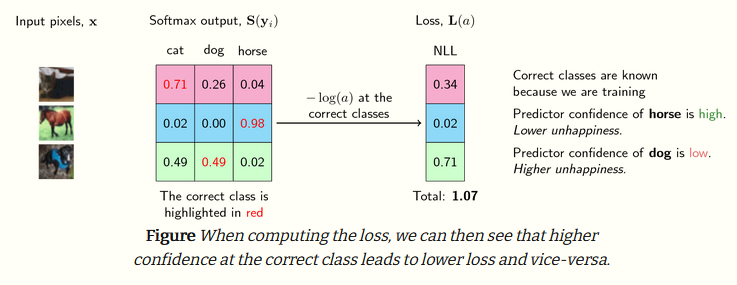 Input pixels, x
Softmax output, S(yᵢ)
Loss, L(a)
cat dog horse
NLL
0.71 0.26 0.04
0.34
0.02 0.00 0.98
0.02
0.49 0.49 0.02
0.71
− log(a) at the
correct classes
Correct classes are known
because we are training
Predictor confidence of horse is high.
Lower unhappiness.
Predictor confidence of dog is low.
Higher unhappiness.
The correct class is
highlighted in red
Total: 1.07
Figure When computing the loss, we can then see that higher
confidence at the correct class leads to lower loss and vice-versa.